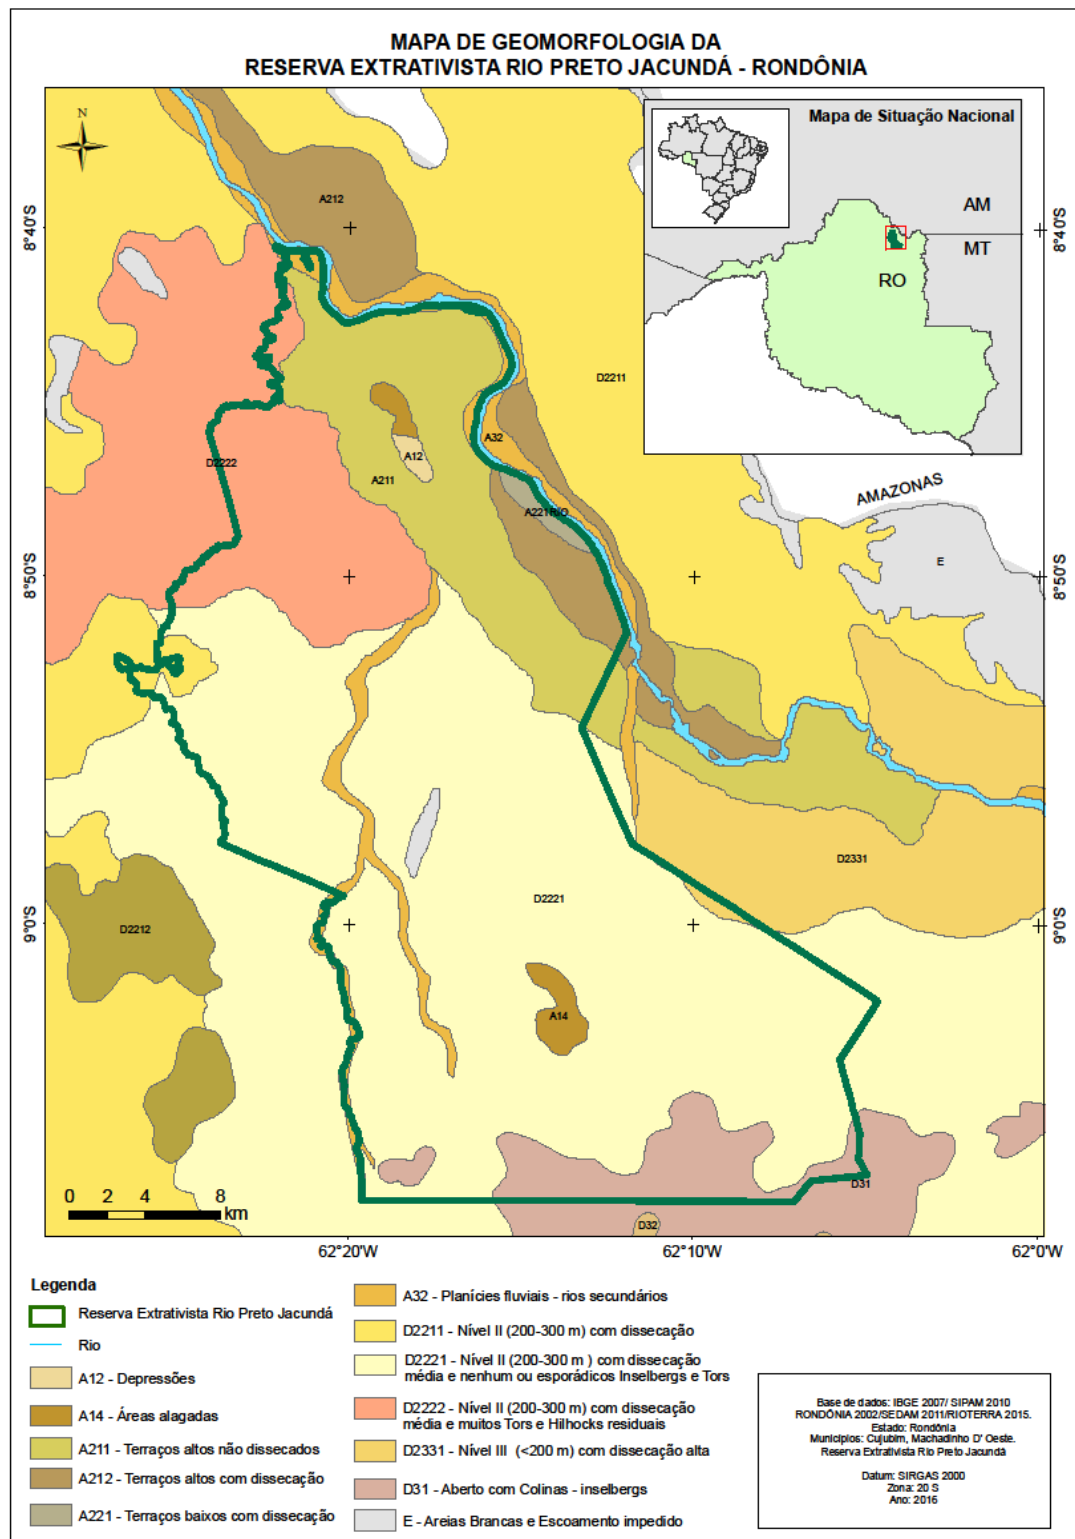 MAPA DE GEOMORFOLOGIA DA
RESERVA EXTRATIVISTA RIO PRETO JACUNDÁ - RONDÔNIA
N
Mapa de Situação Nacional
AM
MT
RO
8°40'S
8°40'S
A212
D2211
A32
A12
D2222
A211
A221RIO
AMAZONAS
E
8°50'S
8°50'S
D2331
D2221
9°0'S
9°0'S
D2212
A14
D31
D32
0 2 4 8
km
62°20'W
62°10'W
62°0'W
Legenda
Reserva Extrativista Rio Preto Jacundá
Rio
A12 - Depressões
A14 - Áreas alagadas
A211 - Terraços altos não dissecados
A212 - Terraços altos com dissecação
A221 - Terraços baixos com dissecação
A32 - Planícies fluviais - rios secundários
D2211 - Nível II (200-300 m) com dissecação
D2221 - Nível II (200-300 m ) com dissecação
média e nenhum ou esporádicos Inselbergs e Tors
D2222 - Nível II (200-300 m) com dissecação
média e muitos Tors e Hilhocks residuais
D2331 - Nível III (<200 m) com dissecação alta
D31 - Aberto com Colinas - inselbergs
E - Areias Brancas e Escoamento impedido
Base de dados: IBGE 2007/ SIPAM 2010
RONDÔNIA 2002/SEDAM 2011/RIOTERRA 2015.
Estado: Rondônia
Municípios: Cujubim, Machadinho D' Oeste.
Reserva Extrativista Rio Preto Jacundá
Datum: SIRGAS 2000
Zona: 20 S
Ano: 2016